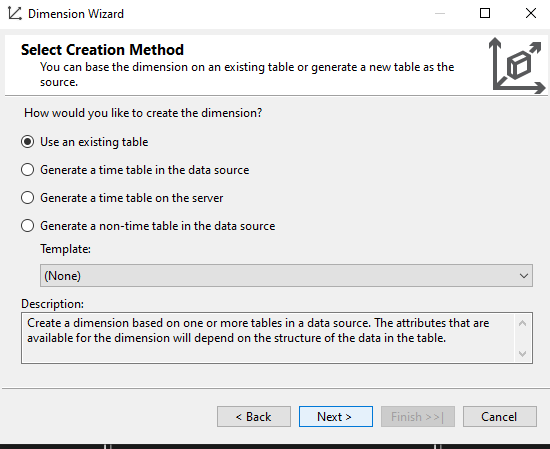 Dimension Wizard
Select Creation Method
You can base the dimension on an existing table or generate a new table as the
source.
How would you like to create the dimension?
Use an existing table
Generate a time table in the data source
Generate a time table on the server
Generate a non-time table in the data source
Template:
(None)
Description:
Create a dimension based on one or more tables in a data source. The attributes that are
available for the dimension will depend on the structure of the data in the table.
< Back
Next >
Finish >>|
Cancel